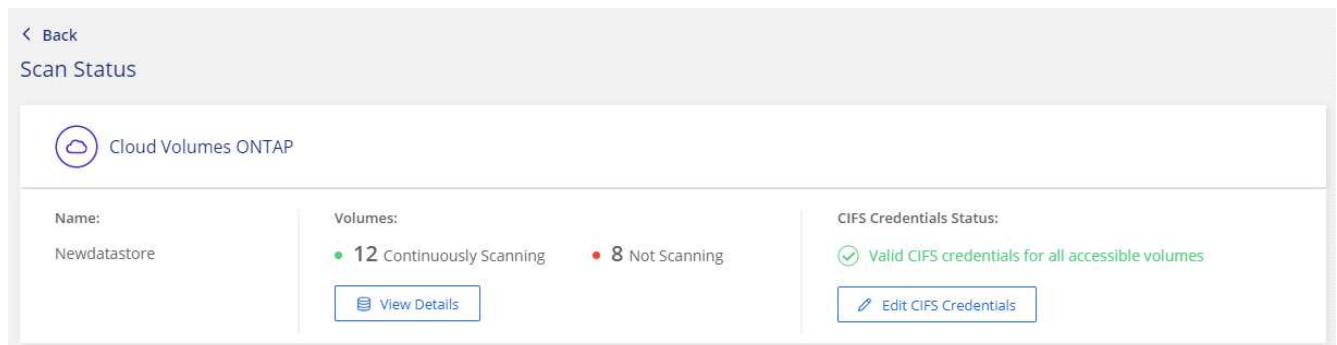 Back
Scan Status
Cloud Volumes ONTAP
Name:
Newdatastore
Volumes:
12 Continuously Scanning
8 Not Scanning
View Details
CIFS Credentials Status:
Valid CIFS credentials for all accessible volumes
Edit CIFS Credentials